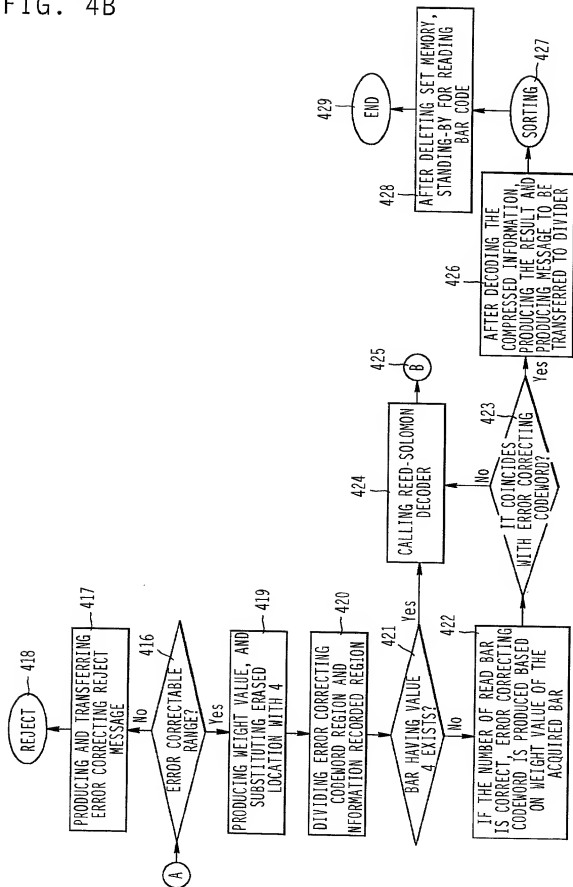 FIG. 4B
A
416
ERROR CORRECTABLE
RANGE?
No
Yes
417
PRODUCING AND TRANSFERRING
ERROR CORRECTING REJECT
MESSAGE
418
REJECT
419
PRODUCING WEIGHT VALUE, AND
SUBSTITUTING ERASED
LOCATION WITH 4
420
DIVIDING ERROR CORRECTING
CODEWORD REGION AND
NFORMATION RECORDED REGION
421
BAR HAVING VALUE
4 EXISTS?
Yes
No
422
IF THE NUMBER OF READ BAR
IS CORRECT, ERROR CORRECTING
CODEWORD IS PRODUCED BASED
ON WEIGHT VALUE OF THE
ACQUIRED BAR
423
IT COINCIDES
WITH ERROR CORRECTING
CODEWORD?
No
Yes
424
CALLING REED-SOLOMON
DECODER
425
B
426
AFTER DECODING THE
COMPRESSED INFORMATION,
PRODUCING THE RESULT AND
PRODUCING MESSAGE TO BE
TRANSFERRED TO DIVIDER
427
SORTING
428
AFTER DELETING SET MEMORY,
STANDING-BY FOR READING
BAR CODE
429
END